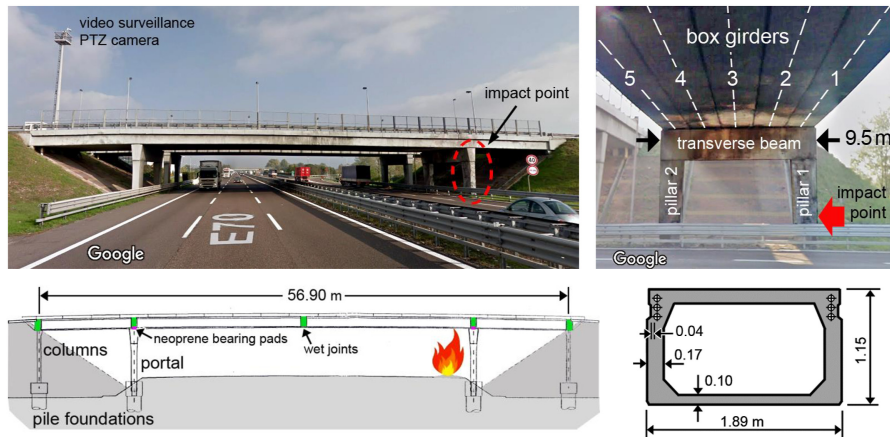 video surveillance
PTZ camera
impact point
E70
Google
box girders
5
4
3
2
1
transverse beam
9.5 m
pillar 2
pillar 1
impact
point
Google
56.90 m
neoprene bearing pads
wet joints
columns
portal
pile foundations
0.04
0.17
0.10
1.15
1.89 m